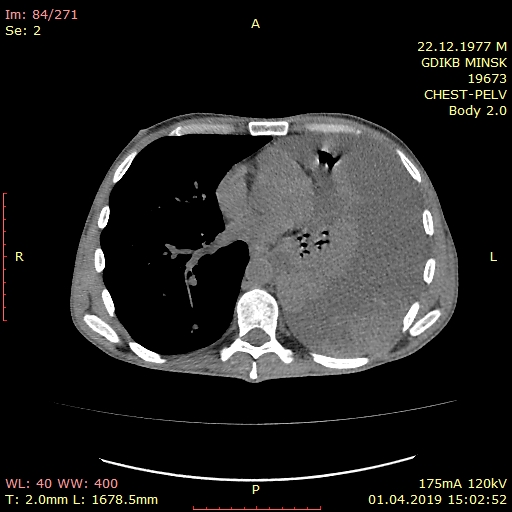 Im: 84/271
Se: 2
A
22.12.1977 M
GDIKB MINSK
19673
CHEST-PELV
Body 2.0
R
L
WL: 40 WW: 400
T: 2.0mm L: 1678.5mm
P
175mA 120kV
01.04.2019 15:02:52